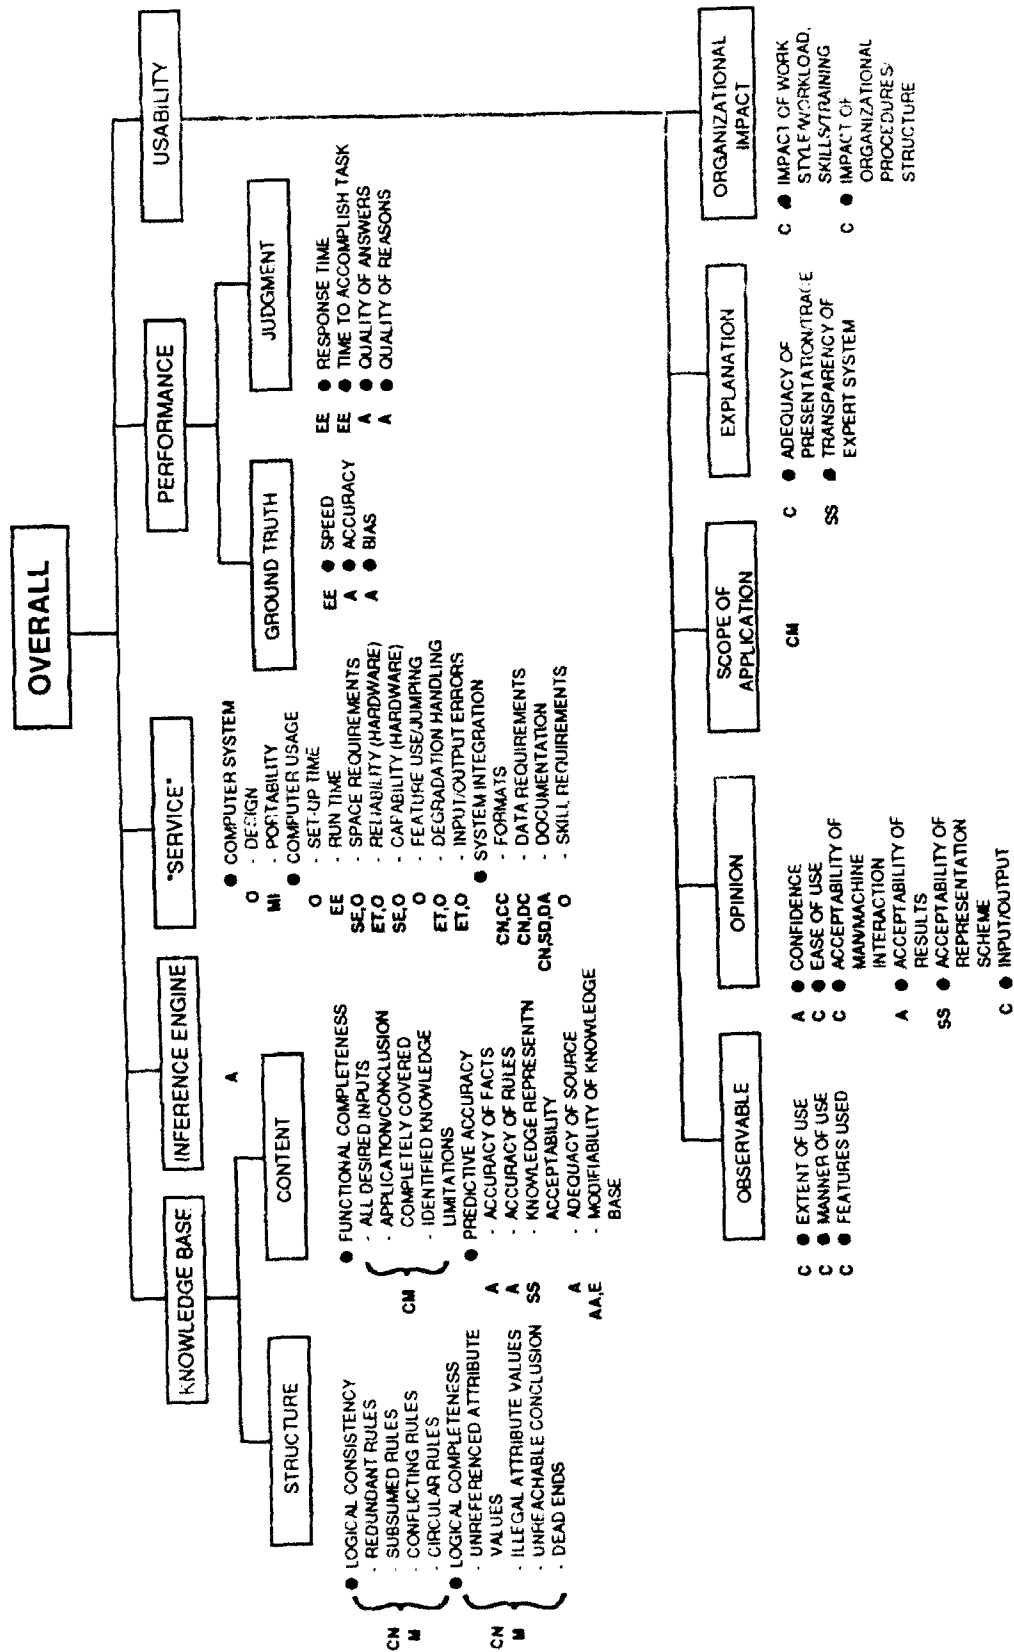 OVERALL
KNOWLEDGE BASE
INFERENCE ENGINE
"SERVICE"
PERFORMANCE
USABILITY
A
STRUCTURE
CONTENT
GROUND TRUTH
JUDGMENT
CN
M
● LOGICAL CONSISTENCY
- REDUNDANT RULES
- SUBSUMED RULES
- CONFLICTING RULES
- CIRCULAR RULES
CN
M
● LOGICAL COMPLETENESS
- UNREFERENCED ATTRIBUTE
VALUES
- ILLEGAL ATTRIBUTE VALUES
- UNREACHABLE CONCLUSION
- DEAD ENDS
CM
● FUNCTIONAL COMPLETENESS
- ALL DESIRED INPUTS
- APPLICATION/CONCLUSION
COMPLETELY COVERED
- IDENTIFIED KNOWLEDGE
LIMITATIONS
● PREDICTIVE ACCURACY
A - ACCURACY OF FACTS
A - ACCURACY OF RULES
SS - KNOWLEDGE REPRESENT'N
ACCEPTABILITY
A - ADEQUACY OF SOURCE
AA,E - MODIFIABILITY OF KNOWLEDGE
BASE
● COMPUTER SYSTEM
O - DESIGN
MI - PORTABILITY
● COMPUTER USAGE
O - SET-UP TIME
EE - RUN TIME
SE,O - SPACE REQUIREMENTS
ET,O - RELIABILITY (HARDWARE)
SE,O - CAPABILITY (HARDWARE)
O - FEATURE USE/JUMPING
ET,O - DEGRADATION HANDLING
ET,O - INPUT/OUTPUT ERRORS
● SYSTEM INTEGRATION
CN,CC - FORMATS
CN,DC - DATA REQUIREMENTS
CN,SD,DA - DOCUMENTATION
O - SKILL REQUIREMENTS
EE ● SPEED
A ● ACCURACY
A ● BIAS
EE ● RESPONSE TIME
EE ● TIME TO ACCOMPLISH TASK
A ● QUALITY OF ANSWERS
A ● QUALITY OF REASONS
OBSERVABLE
OPINION
SCOPE OF
APPLICATION
EXPLANATION
ORGANIZATIONAL
IMPACT
C ● EXTENT OF USE
C ● MANNER OF USE
C ● FEATURES USED
A ● CONFIDENCE
C ● EASE OF USE
C ● ACCEPTABILITY OF
MAN/MACHINE
INTERACTION
A ● ACCEPTABILITY OF
RESULTS
SS ● ACCEPTABILITY OF
REPRESENTATION
SCHEME
C ● INPUT/OUTPUT
CM
C ● ADEQUACY OF
PRESENTATION/TRACE
SS ● TRANSPARENCY OF
EXPERT SYSTEM
C ● IMPACT OF WORK
STYLE/WORKLOAD,
SKILLS/TRAINING
C ● IMPACT OF
ORGANIZATIONAL
PROCEDURES/
STRUCTURE